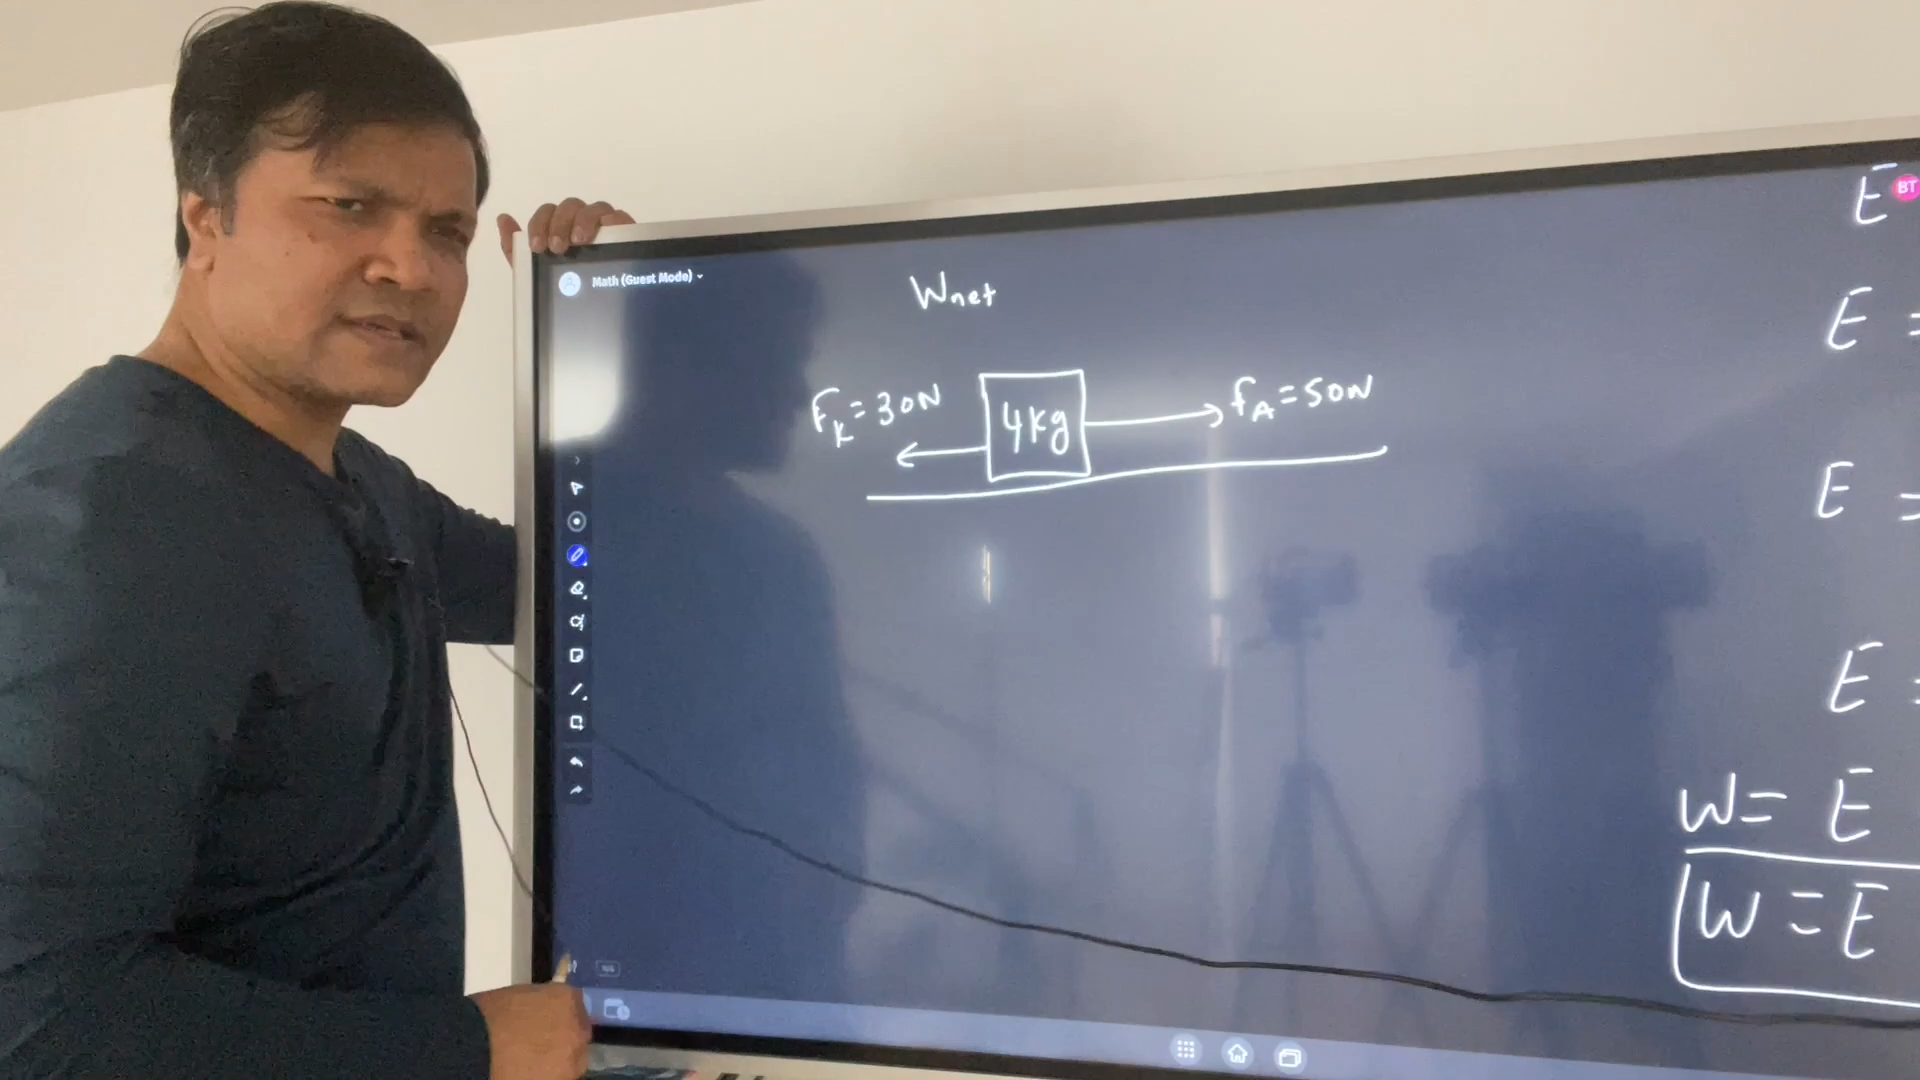 E BT
Math (Guest Mode)
Wnet
E =
FK=30N
4kg
fA=50N
E =
E =
W= E
W=E